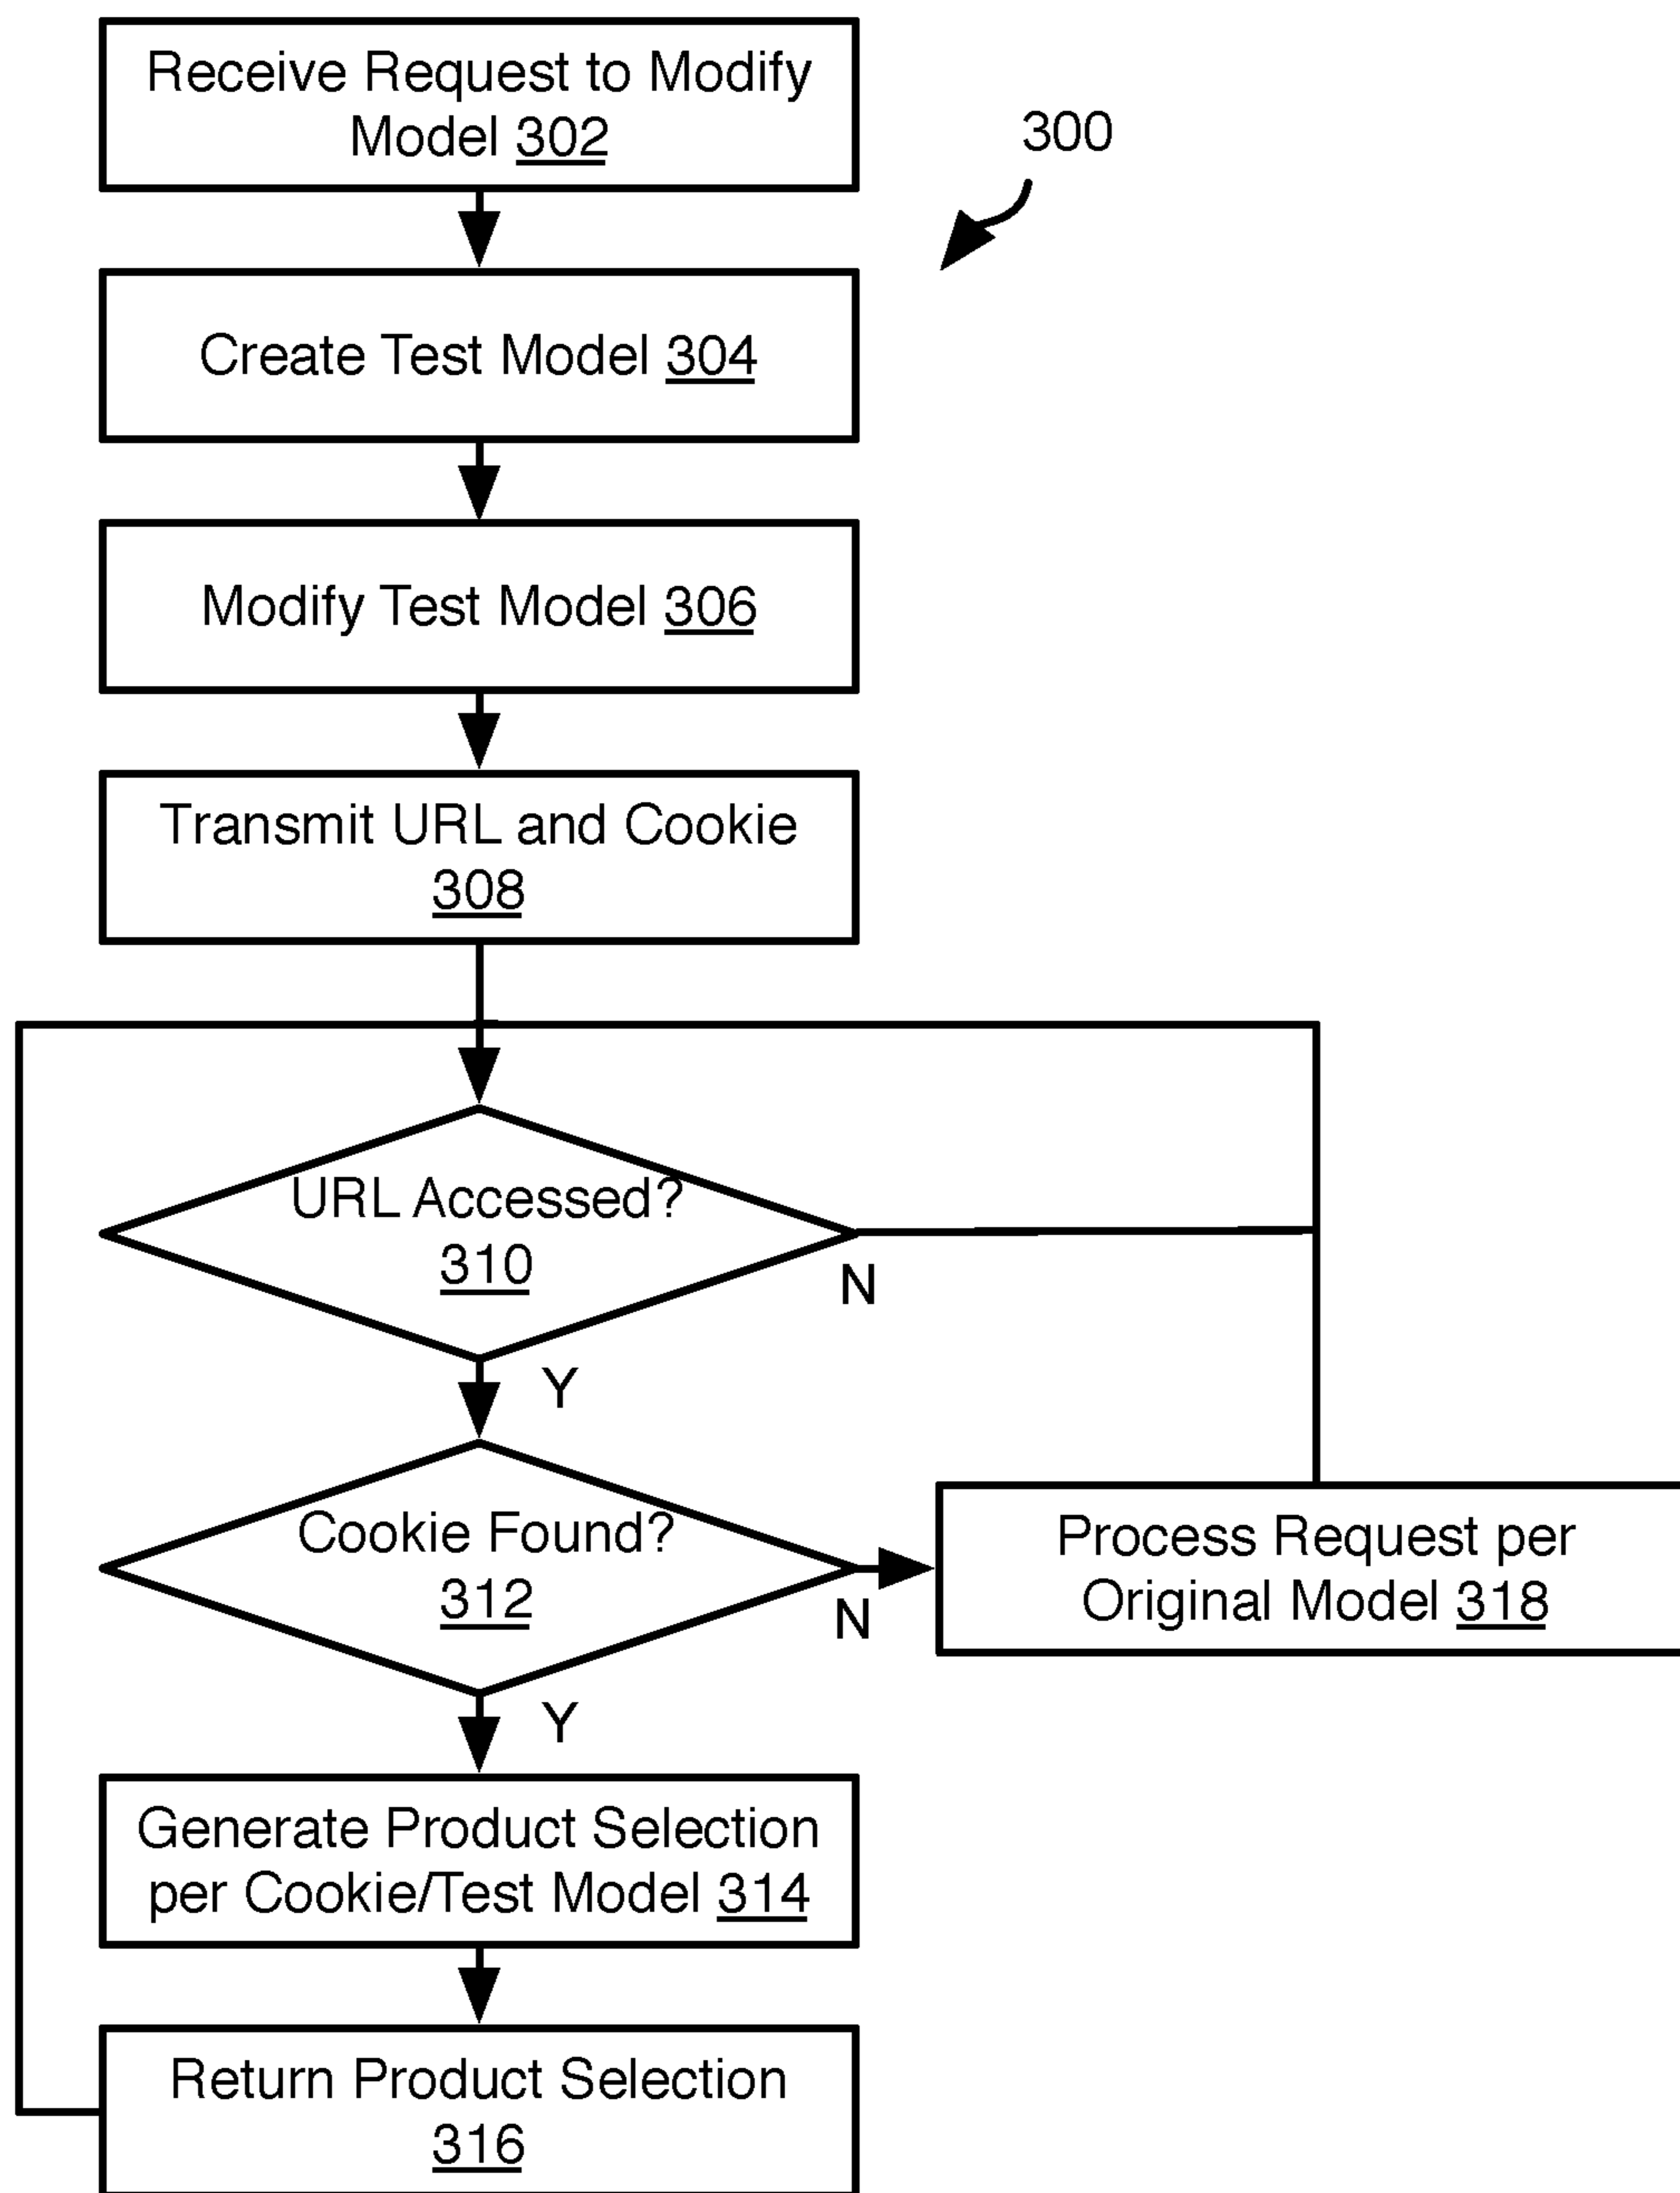 Receive Request to Modify
Model 302
300
Create Test Model 304
Modify Test Model 306
Transmit URL and Cookie
308
URL Accessed?
310
N
Y
Cookie Found?
312
N
Y
Process Request per
Original Model 318
Generate Product Selection
per Cookie/Test Model 314
Return Product Selection
316